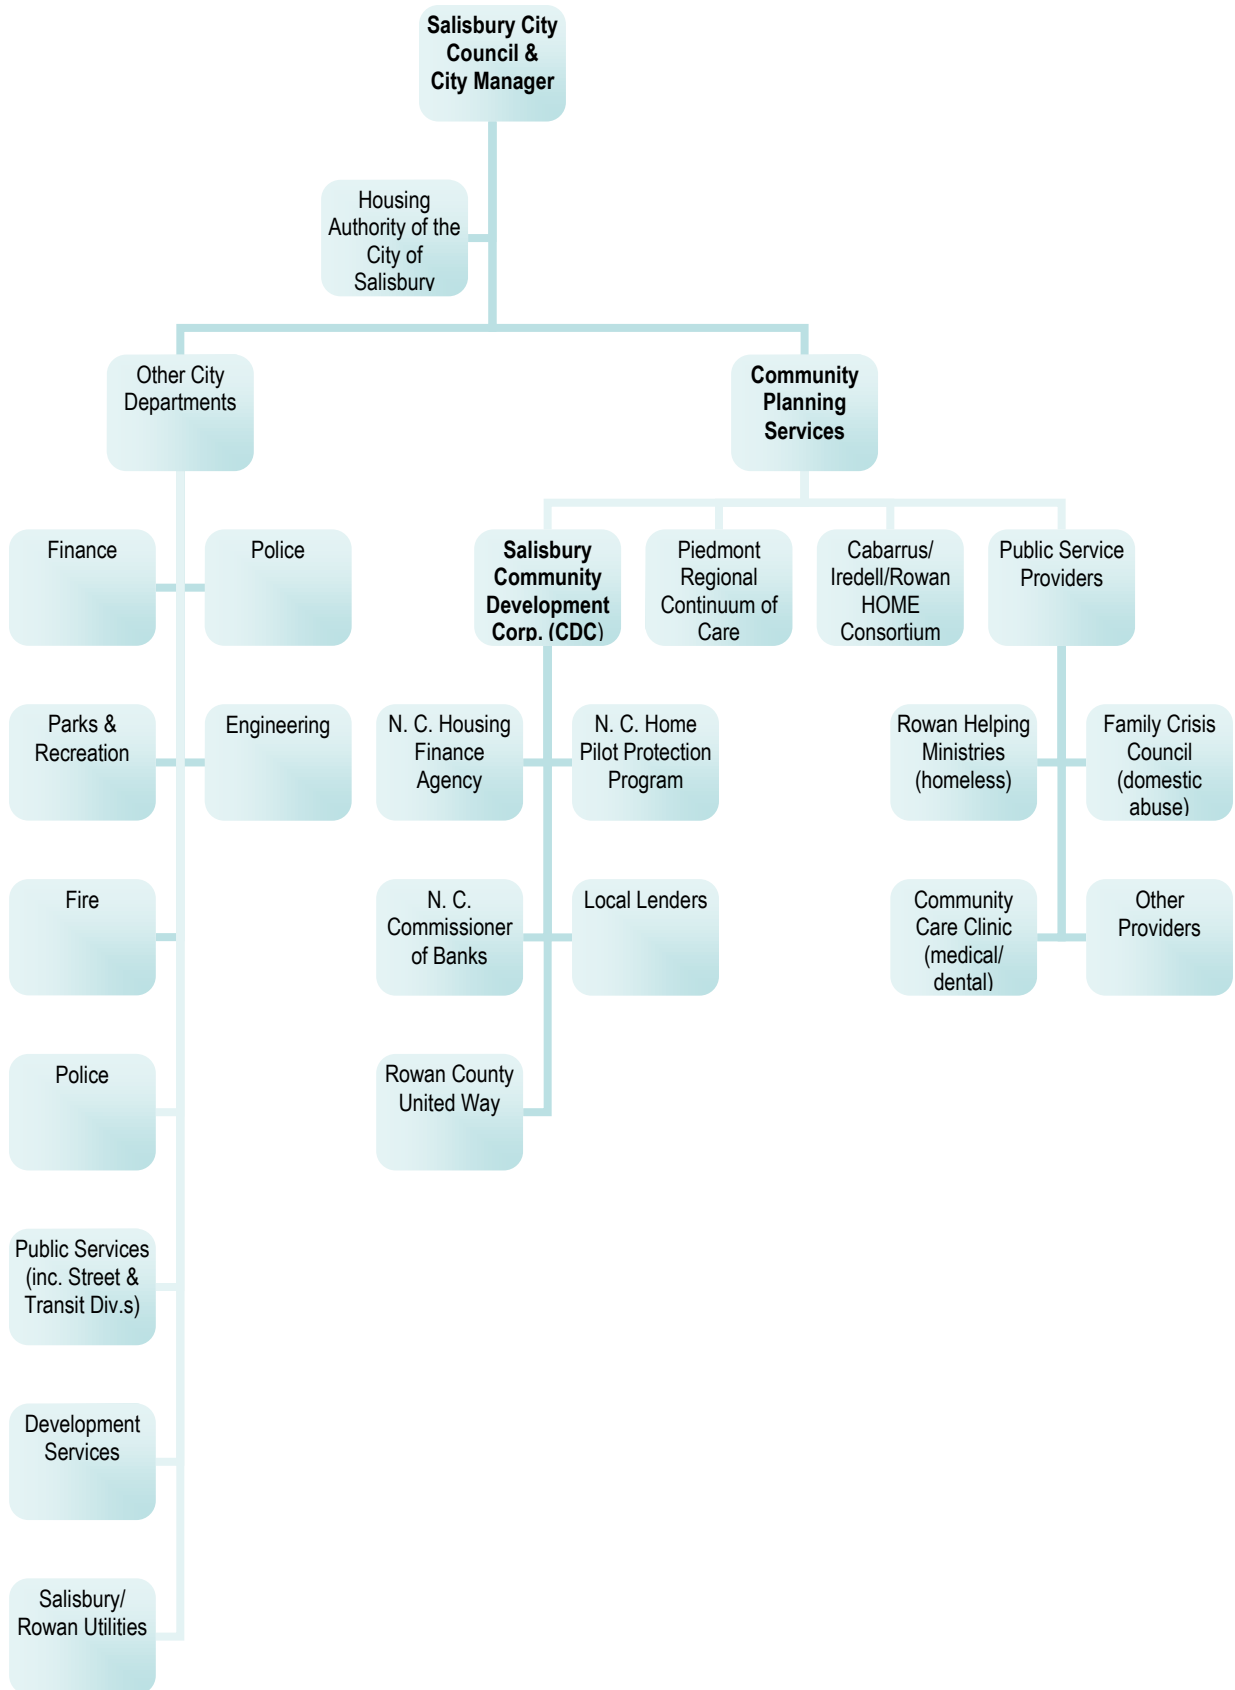 Salisbury City
Council &
City Manager
Housing
Authority of the
City of
Salisbury
Other City
Departments
Community
Planning
Services
Finance
Police
Salisbury
Community
Development
Corp. (CDC)
Piedmont
Regional
Continuum of
Care
Cabarrus/
Iredell/Rowan
HOME
Consortium
Public Service
Providers
Parks &
Recreation
Engineering
N. C. Housing
Finance
Agency
N. C. Home
Pilot Protection
Program
Rowan Helping
Ministries
(homeless)
Family Crisis
Council
(domestic
abuse)
Fire
N. C.
Commissioner
of Banks
Local Lenders
Community
Care Clinic
(medical/
dental)
Other
Providers
Police
Rowan County
United Way
Public Services
(inc. Street &
Transit Div.s)
Development
Services
Salisbury/
Rowan Utilities